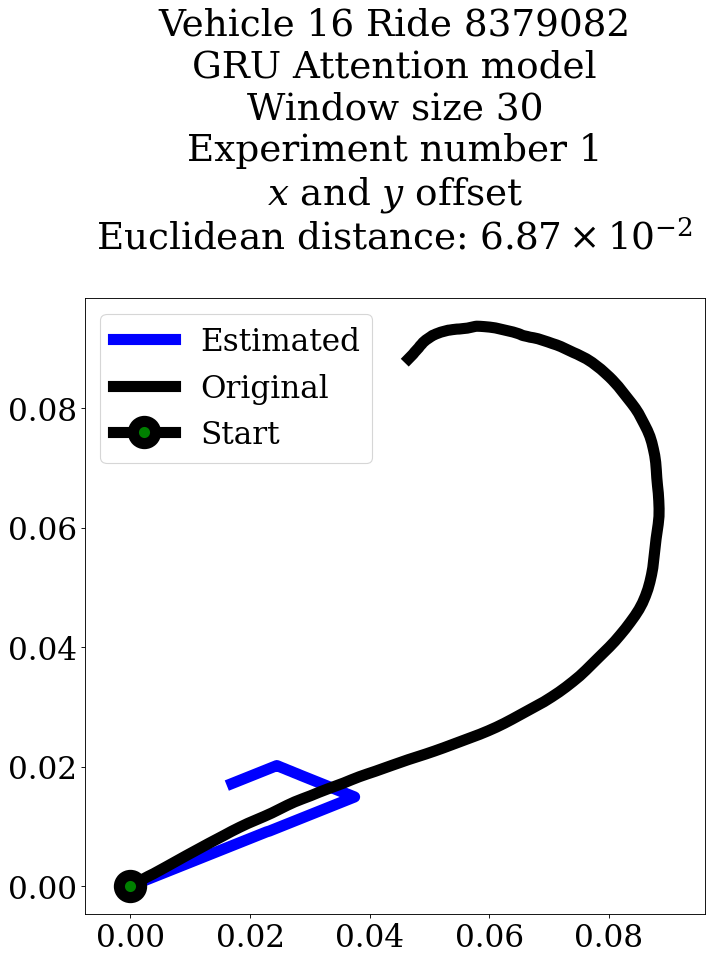 Vehicle 16 Ride 8379082
GRU Attention model
Window size 30
Experiment number 1
x and y offset
Euclidean distance: 6.87 × 10⁻²
Estimated
Original
Start
0.08
0.06
0.04
0.02
0.00
0.00 0.02 0.04 0.06 0.08